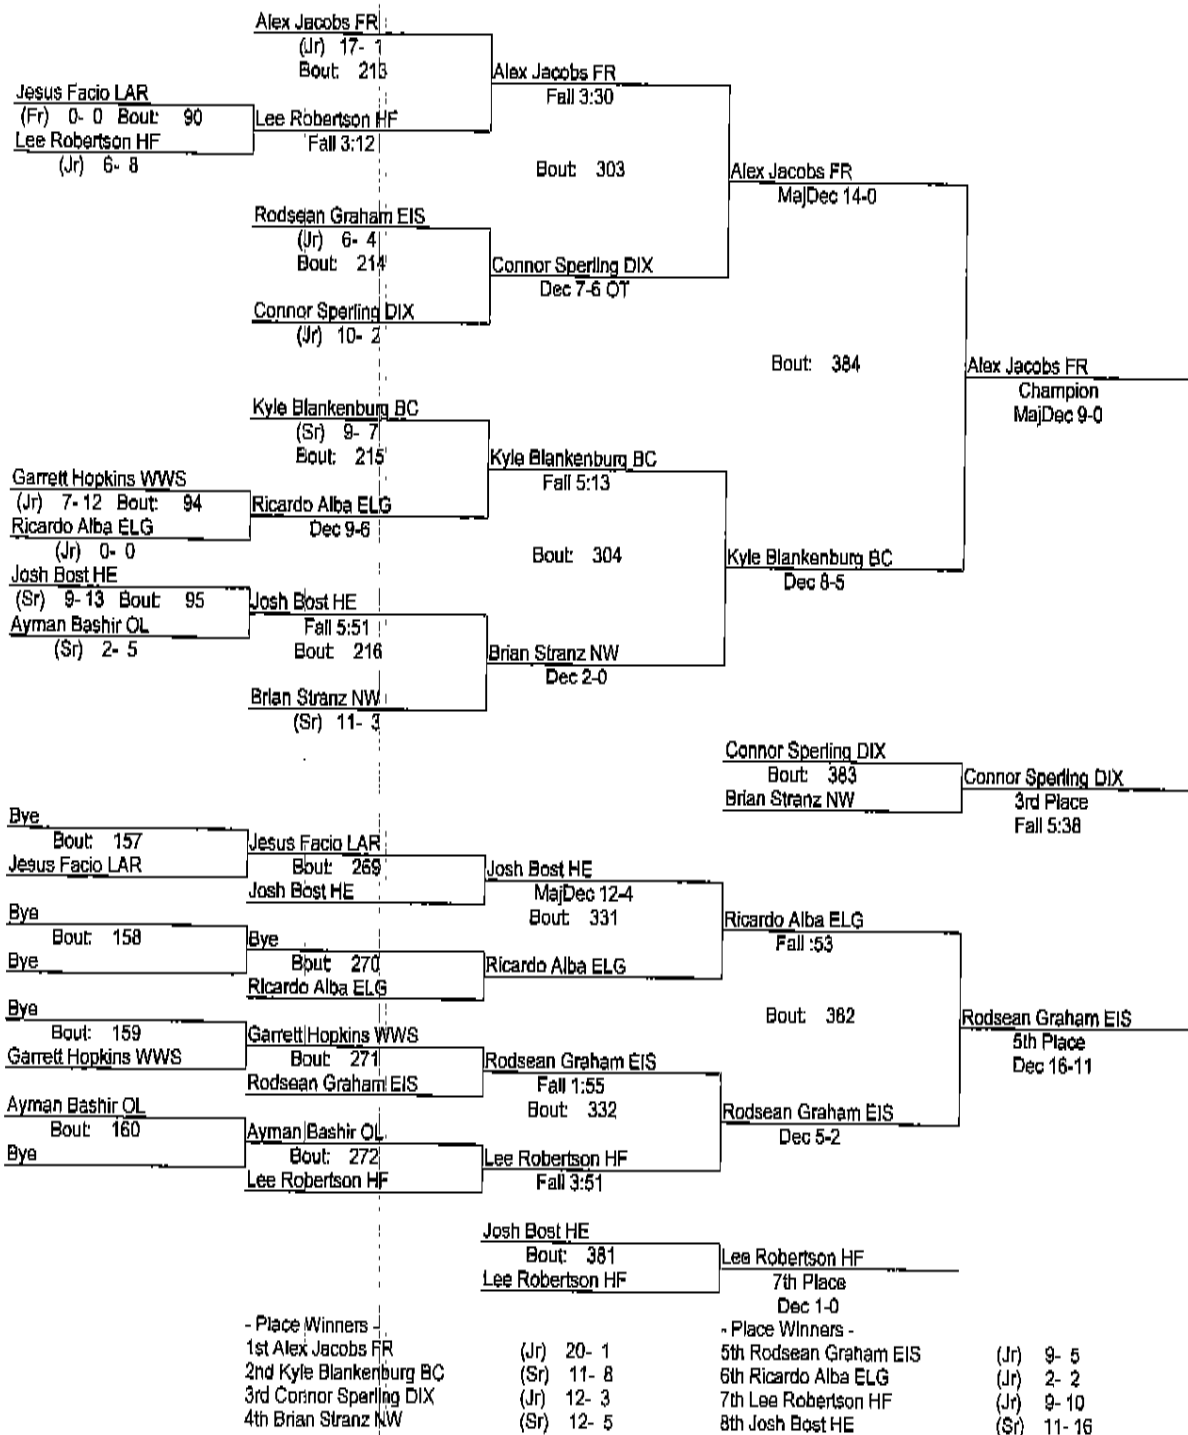 Alex Jacobs FR
(Jr) 17- 1
Bout: 213
Alex Jacobs FR
Fall 3:30
Jesus Facio LAR
(Fr) 0- 0 Bout: 90
Lee Robertson HF
(Jr) 6- 8
Lee Robertson HF
Fall 3:12
Bout: 303
Alex Jacobs FR
MajDec 14-0
Rodsean Graham EIS
(Jr) 6- 4
Bout: 214
Connor Sperling DIX
Dec 7-6 OT
Connor Sperling DIX
(Jr) 10- 2
Bout: 384
Alex Jacobs FR
Champion
MajDec 9-0
Kyle Blankenburg BC
(Sr) 9- 7
Bout: 215
Kyle Blankenburg BC
Fall 5:13
Garrett Hopkins WWS
(Jr) 7- 12 Bout: 94
Ricardo Alba ELG
(Jr) 0- 0
Ricardo Alba ELG
Dec 9-6
Bout: 304
Kyle Blankenburg BC
Dec 8-5
Josh Bost HE
(Sr) 9- 13 Bout: 95
Ayman Bashir OL
(Sr) 2- 5
Josh Bost HE
Fall 5:51
Bout: 216
Brian Stranz NW
Dec 2-0
Brian Stranz NW
(Sr) 11- 3
Connor Sperling DIX
Bout: 383
Brian Stranz NW
Connor Sperling DIX
3rd Place
Fall 5:38
Bye
Bout: 157
Jesus Facio LAR
Jesus Facio LAR
Bout: 269
Josh Bost HE
Josh Bost HE
MajDec 12-4
Bout: 331
Bye
Bout: 158
Bye
Bye
Bout: 270
Ricardo Alba ELG
Ricardo Alba ELG
Ricardo Alba ELG
Fall :53
Bout: 382
Rodsean Graham EIS
5th Place
Dec 16-11
Bye
Bout: 159
Garrett Hopkins WWS
Garrett Hopkins WWS
Bout: 271
Rodsean Graham EIS
Rodsean Graham EIS
Fall 1:55
Bout: 332
Rodsean Graham EIS
Dec 5-2
Ayman Bashir OL
Bout: 160
Bye
Ayman Bashir OL
Bout: 272
Lee Robertson HF
Lee Robertson HF
Fall 3:51
Josh Bost HE
Bout: 381
Lee Robertson HF
Lee Robertson HF
7th Place
Dec 1-0
- Place Winners -
1st Alex Jacobs FR (Jr) 20- 1
2nd Kyle Blankenburg BC (Sr) 11- 8
3rd Connor Sperling DIX (Jr) 12- 3
4th Brian Stranz NW (Sr) 12- 5
- Place Winners -
5th Rodsean Graham EIS (Jr) 9- 5
6th Ricardo Alba ELG (Jr) 2- 2
7th Lee Robertson HF (Jr) 9- 10
8th Josh Bost HE (Sr) 11- 16